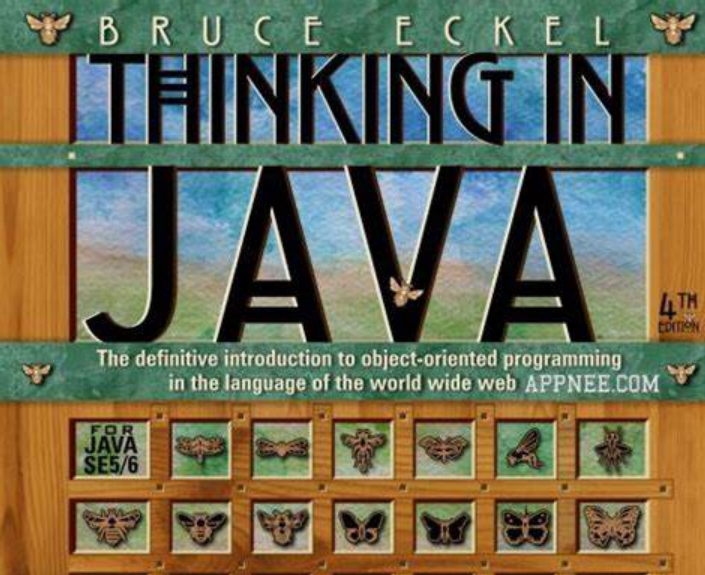 BRUCE ECKEL
THINKING IN
JAVA
4TH
EDITION
The definitive introduction to object-oriented programming
in the language of the world wide web APPNEE.COM
FOR
JAVA
SE5/6